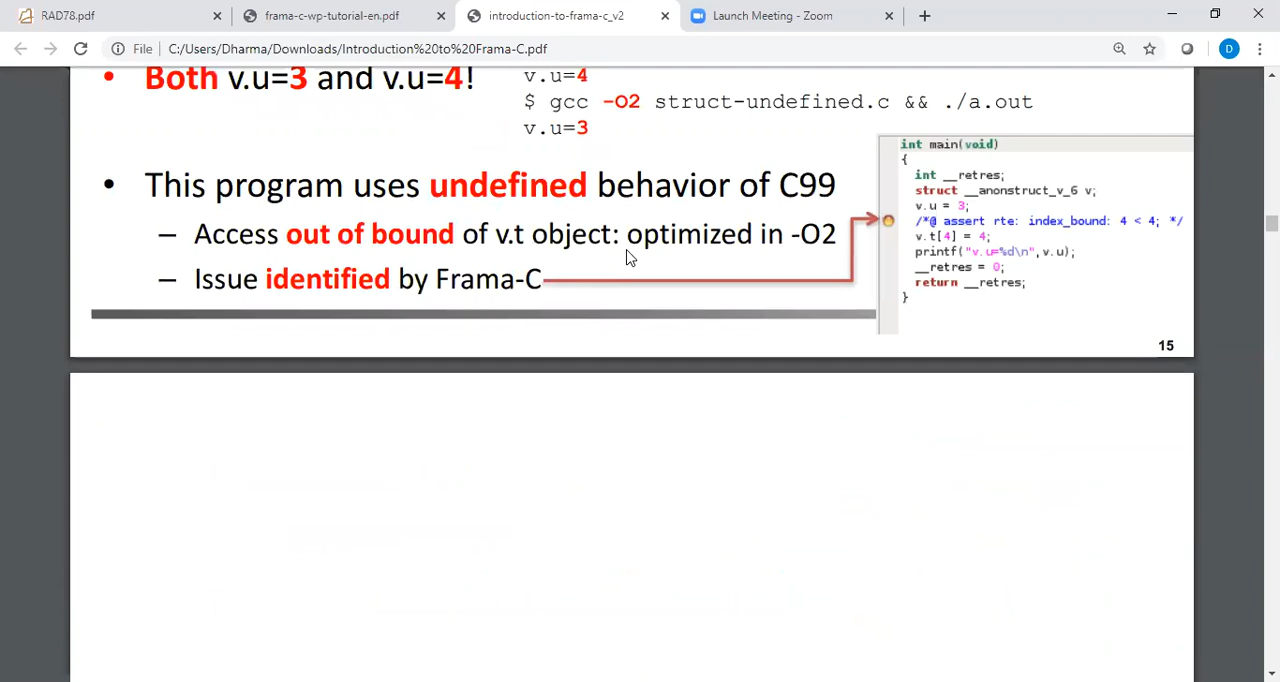 RAD78.pdf
frama-c-wp-tutorial-en.pdf
introduction-to-frama-c_v2
Launch Meeting - Zoom
File
C:/Users/Dharma/Downloads/Introduction%20to%20Frama-C.pdf
D
• Both v.u=3 and v.u=4!
v.u=4
$ gcc -O2 struct-undefined.c && ./a.out
v.u=3
• This program uses undefined behavior of C99
– Access out of bound of v.t object: optimized in -O2
– Issue identified by Frama-C
int main(void)
{
int __retres;
struct __anonstruct_v_6 v;
v.u = 3;
/*@ assert rte: index_bound: 4 < 4; */
v.t[4] = 4;
printf("v.u=%d\n",v.u);
__retres = 0;
return __retres;
}
15